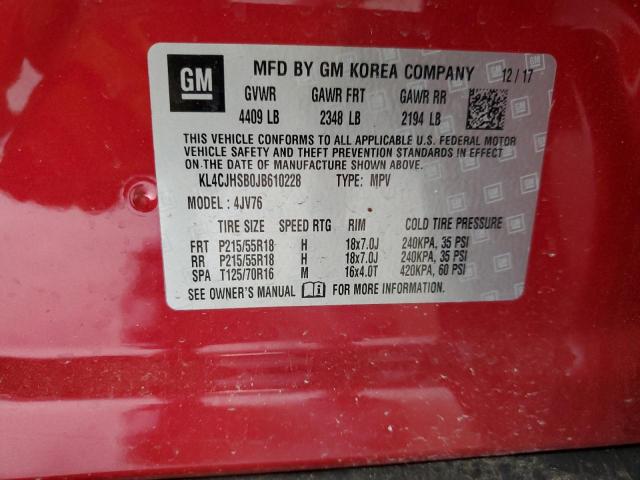 GM MFD BY GM KOREA COMPANY 12/17
GVWR GAWR FRT GAWR RR
4409 LB 2348 LB 2194 LB
THIS VEHICLE CONFORMS TO ALL APPLICABLE U.S. FEDERAL MOTOR
VEHICLE SAFETY AND THEFT PREVENTION STANDARDS IN EFFECT
ON THE DATE OF MANUFACTURE SHOWN ABOVE.
KL4CJHSB0JB610228 TYPE: MPV
MODEL: 4JV76
TIRE SIZE SPEED RTG RIM COLD TIRE PRESSURE
FRT P215/55R18 H 18x7.0J 240KPA, 35 PSI
RR P215/55R18 H 18x7.0J 240KPA, 35 PSI
SPA T125/70R16 M 16x4.0T 420KPA, 60 PSI
SEE OWNER'S MANUAL FOR MORE INFORMATION.